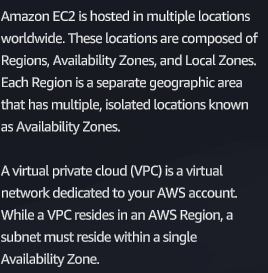 Amazon EC2 is hosted in multiple locations
worldwide. These locations are composed of
Regions, Availability Zones, and Local Zones.
Each Region is a separate geographic area
that has multiple, isolated locations known
as Availability Zones.
A virtual private cloud (VPC) is a virtual
network dedicated to your AWS account.
While a VPC resides in an AWS Region, a
subnet must reside within a single
Availability Zone.